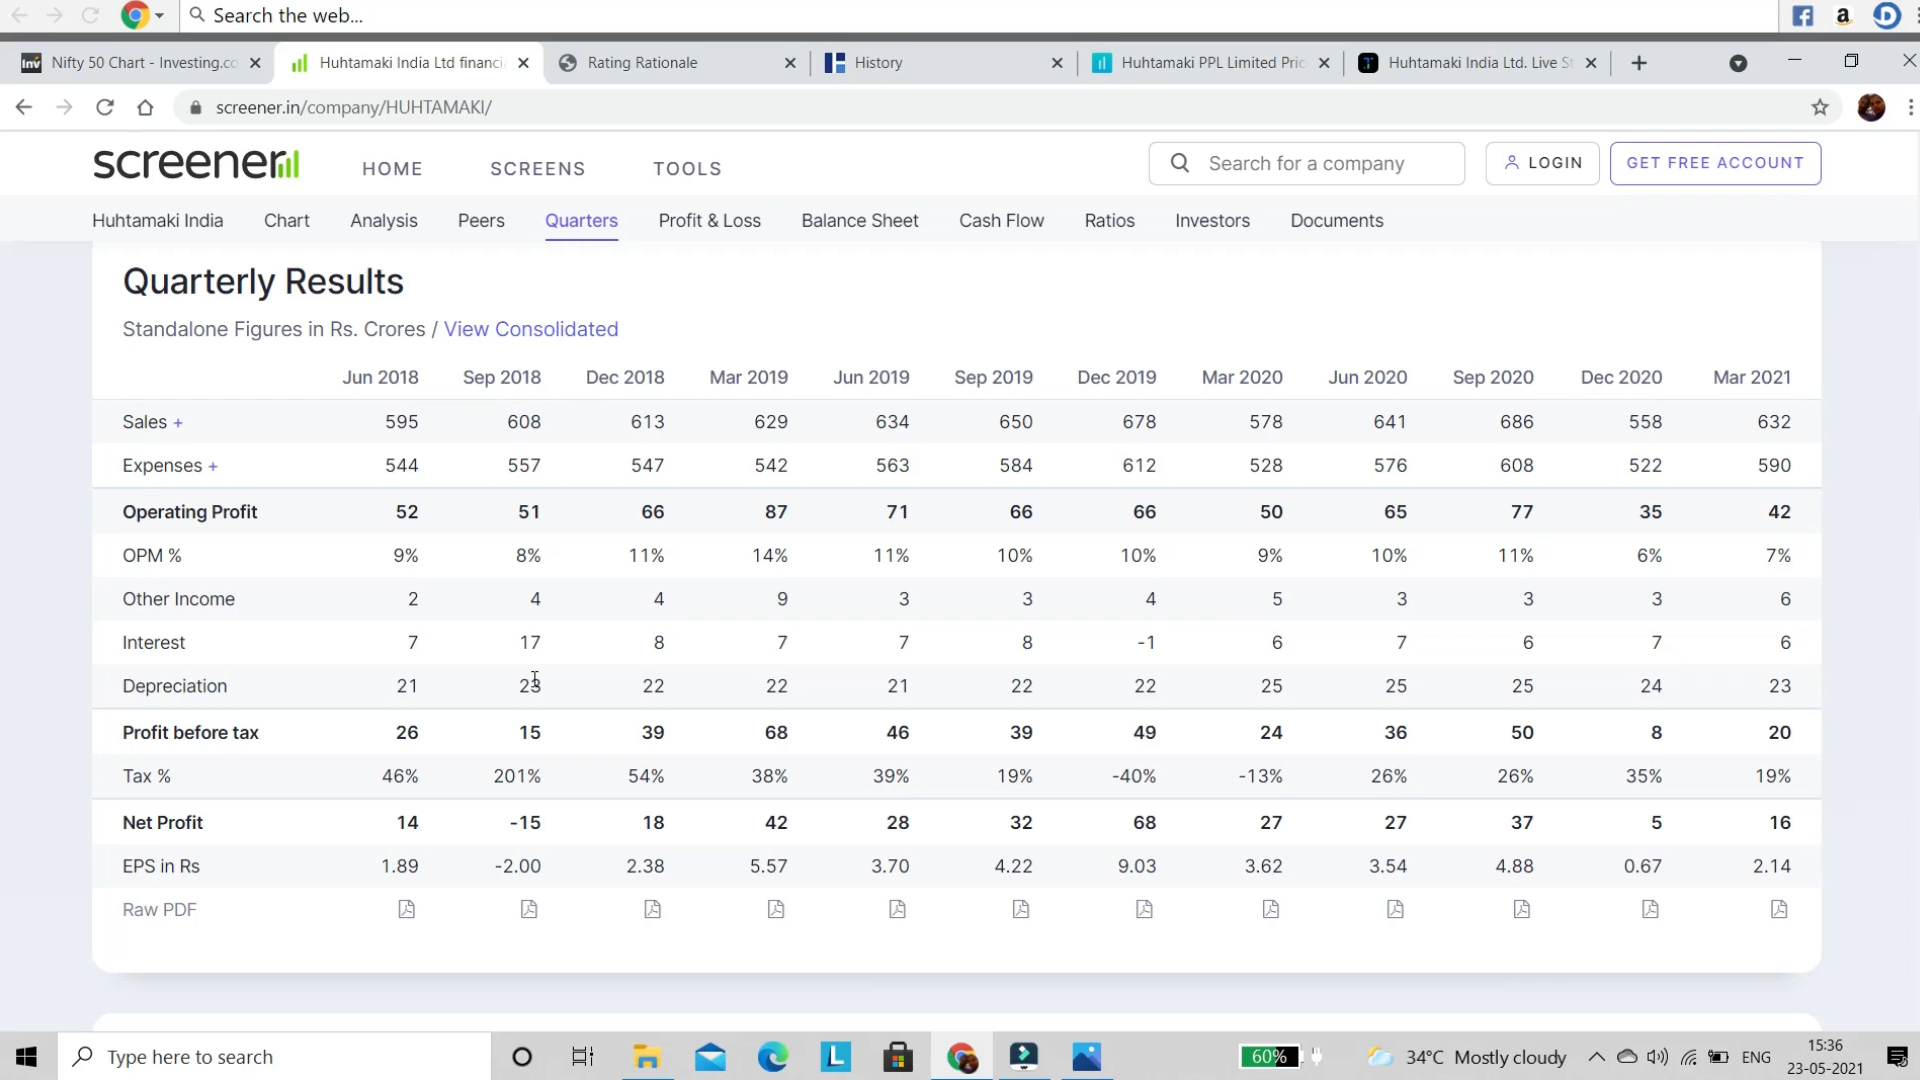 Search the web...
Nifty 50 Chart - Investing.co
Huhtamaki India Ltd financi
Rating Rationale
History
Huhtamaki PPL Limited Pric
Huhtamaki India Ltd. Live St
screener.in/company/HUHTAMAKI/
screener
HOME
SCREENS
TOOLS
Search for a company
LOGIN
GET FREE ACCOUNT
Huhtamaki India Chart Analysis Peers Quarters Profit & Loss Balance Sheet Cash Flow Ratios Investors Documents
Quarterly Results
Standalone Figures in Rs. Crores / View Consolidated
Jun 2018 Sep 2018 Dec 2018 Mar 2019 Jun 2019 Sep 2019 Dec 2019 Mar 2020 Jun 2020 Sep 2020 Dec 2020 Mar 2021
Sales + 595 608 613 629 634 650 678 578 641 686 558 632
Expenses + 544 557 547 542 563 584 612 528 576 608 522 590
Operating Profit 52 51 66 87 71 66 66 50 65 77 35 42
OPM % 9% 8% 11% 14% 11% 10% 10% 9% 10% 11% 6% 7%
Other Income 2 4 4 9 3 3 4 5 3 3 3 6
Interest 7 17 8 7 7 8 -1 6 7 6 7 6
Depreciation 21 23 22 22 21 22 22 25 25 25 24 23
Profit before tax 26 15 39 68 46 39 49 24 36 50 8 20
Tax % 46% 201% 54% 38% 39% 19% -40% -13% 26% 26% 35% 19%
Net Profit 14 -15 18 42 28 32 68 27 27 37 5 16
EPS in Rs 1.89 -2.00 2.38 5.57 3.70 4.22 9.03 3.62 3.54 4.88 0.67 2.14
Raw PDF
Type here to search
60%
34°C Mostly cloudy
ENG
15:36
23-05-2021